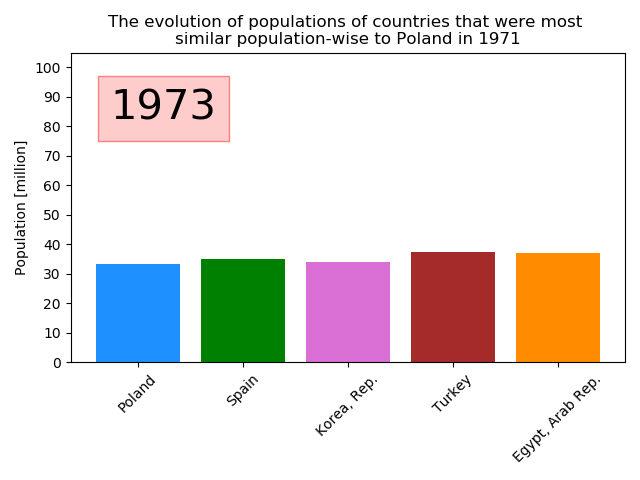 The evolution of populations of countries that were most
similar population-wise to Poland in 1971
100
90
80
70
60
50
40
30
20
10
0
Population [million]
1973
Poland
Spain
Korea, Rep.
Turkey
Egypt, Arab Rep.